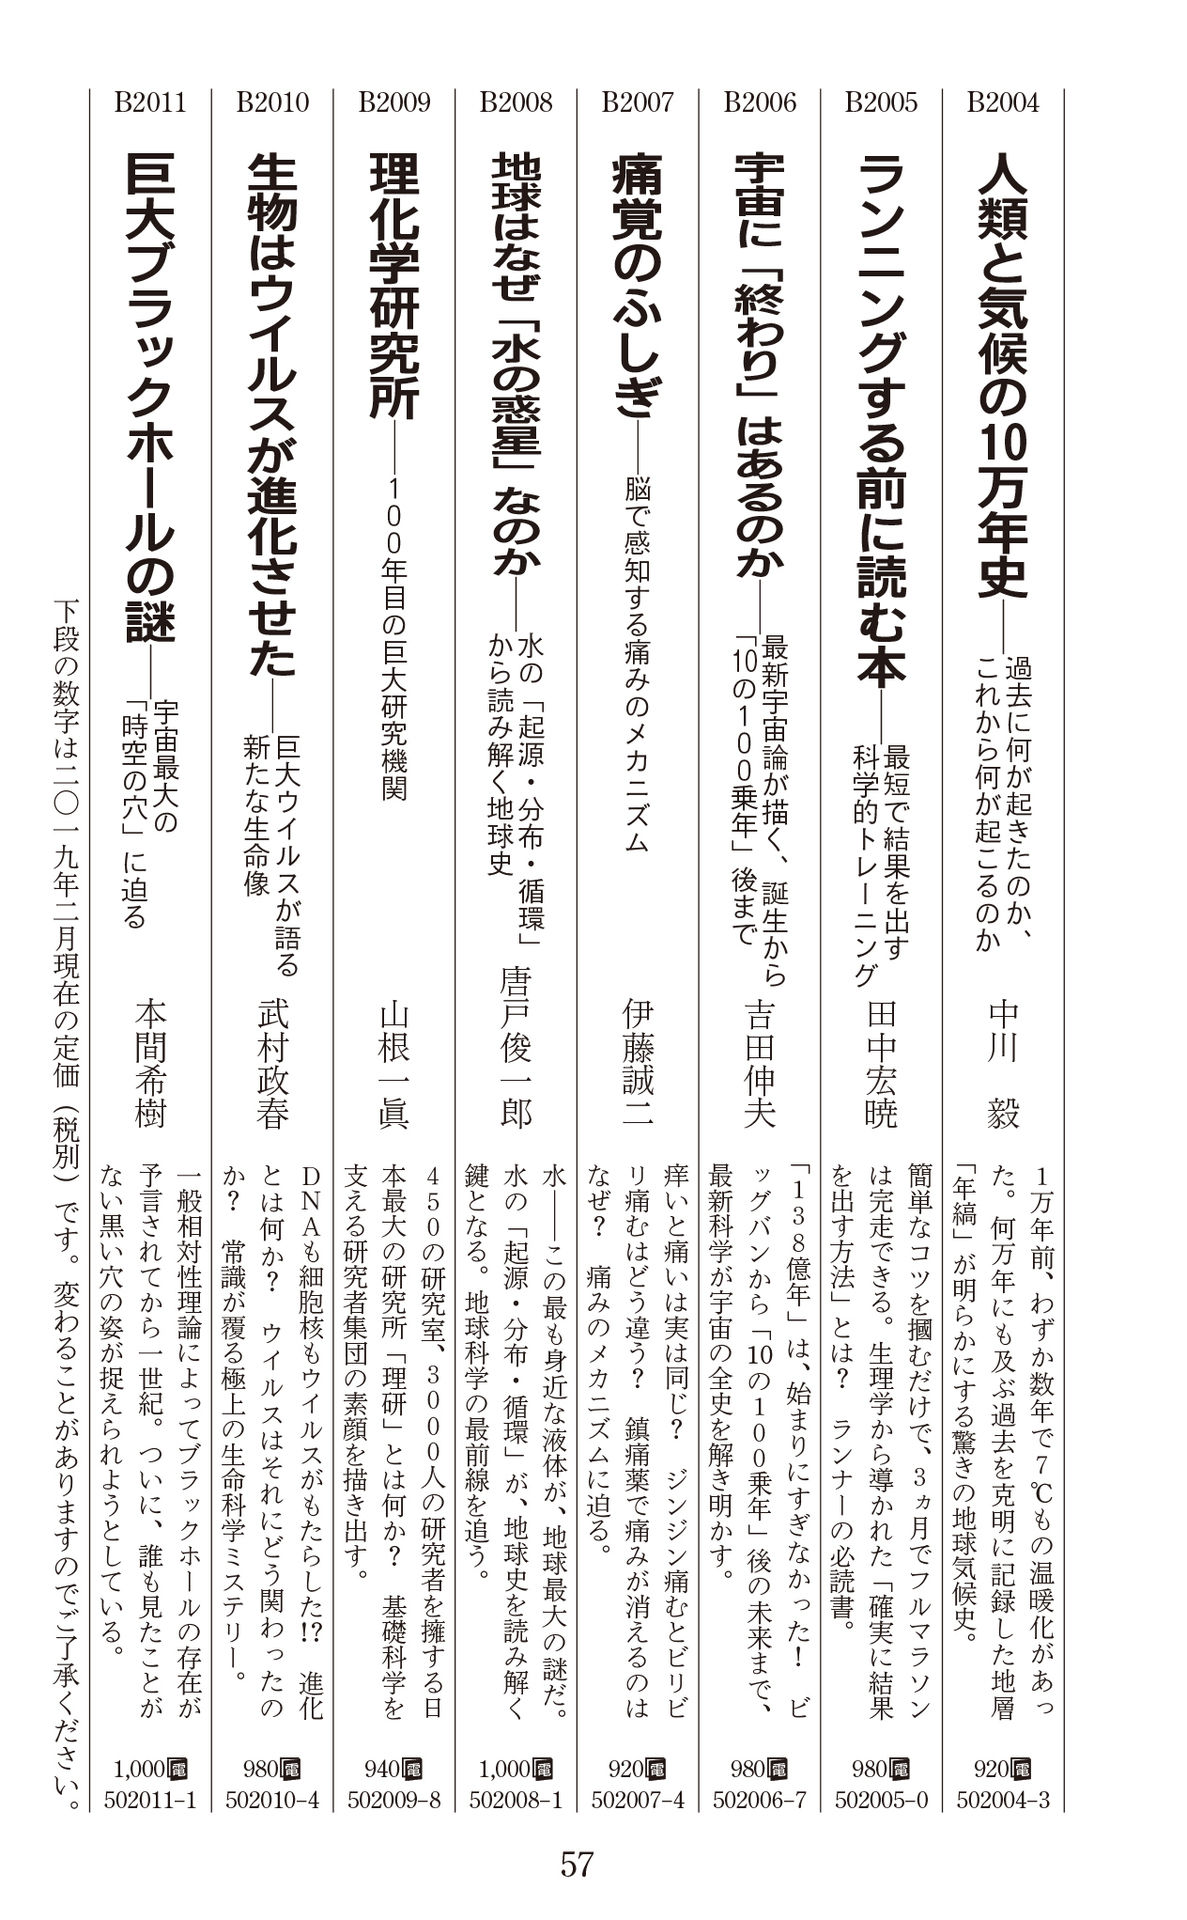 B2004
人類と気候の10万年史――
過去に何が起きたのか、
これから何が起こるのか
中川　毅
１万年前、わずか数年で７℃もの温暖化があっ
た。何万年にも及ぶ過去を克明に記録した地層
「年縞」が明らかにする驚きの地球気候史。
920電
502004-3
B2005
ランニングする前に読む本――
最短で結果を出す
科学的トレーニング
田中宏暁
簡単なコツを摑むだけで、３ヵ月でフルマラソン
は完走できる。生理学から導かれた「確実に結果
を出す方法」とは？　ランナーの必読書。
980電
502005-0
B2006
宇宙に「終わり」はあるのか――
最新宇宙論が描く、誕生から
「10の１００乗年」後まで
吉田伸夫
「１３８億年」は、始まりにすぎなかった！　ビ
ッグバンから「10の１００乗年」後の未来まで、
最新科学が宇宙の全史を解き明かす。
980電
502006-7
B2007
痛覚のふしぎ――
脳で感知する痛みのメカニズム
伊藤誠二
痒いと痛いは実は同じ？　ジンジン痛むとビリビ
リ痛むはどう違う？　鎮痛薬で痛みが消えるのは
なぜ？　痛みのメカニズムに迫る。
920電
502007-4
B2008
地球はなぜ「水の惑星」なのか――
水の「起源・分布・循環」
から読み解く地球史
唐戸俊一郎
水――この最も身近な液体が、地球最大の謎だ。
水の「起源・分布・循環」が、地球史を読み解く
鍵となる。地球科学の最前線を追う。
1,000電
502008-1
B2009
理化学研究所――
１００年目の巨大研究機関
山根一眞
４５０の研究室、３０００人の研究者を擁する日
本最大の研究所「理研」とは何か？　基礎科学を
支える研究者集団の素顔を描き出す。
940電
502009-8
B2010
生物はウイルスが進化させた――
巨大ウイルスが語る
新たな生命像
武村政春
ＤＮＡも細胞核もウイルスがもたらした!?　進化
とは何か？　ウイルスはそれにどう関わったの
か？　常識が覆る極上の生命科学ミステリー。
980電
502010-4
B2011
巨大ブラックホールの謎――
宇宙最大の
「時空の穴」に迫る
本間希樹
一般相対性理論によってブラックホールの存在が
予言されてから一世紀。ついに、誰も見たことが
ない黒い穴の姿が捉えられようとしている。
1,000電
502011-1
下段の数字は二〇一九年二月現在の定価（税別）です。変わることがありますのでご了承ください。
57